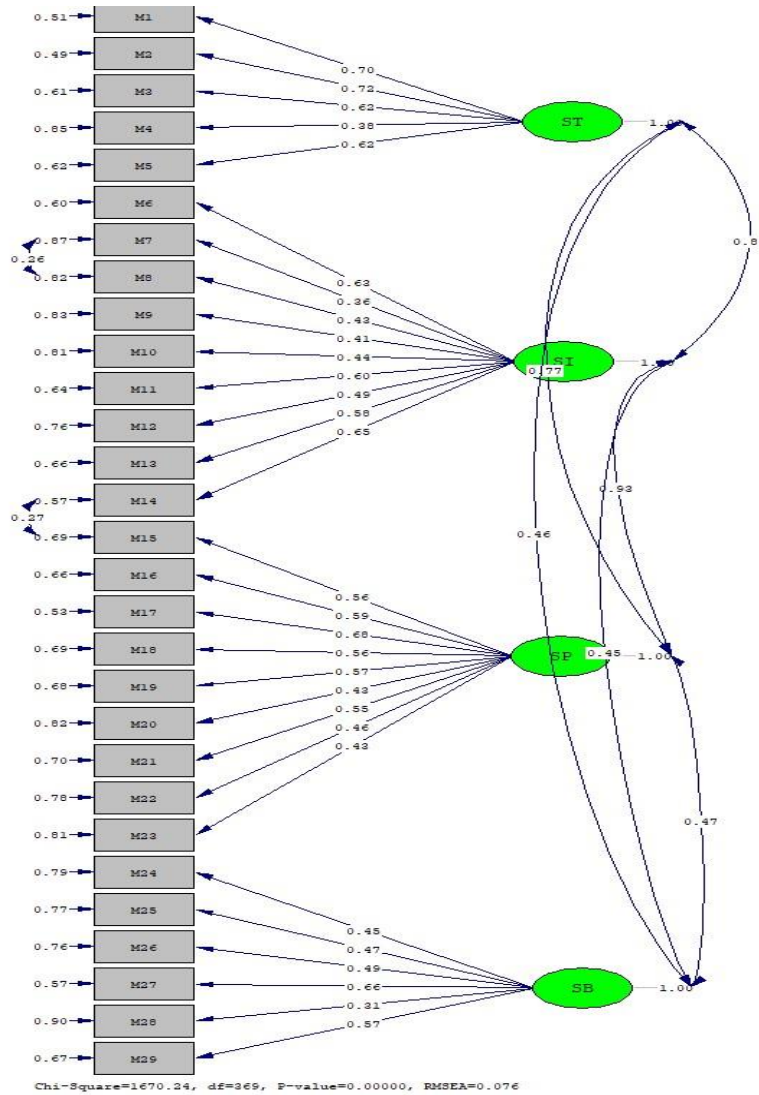 0.51 M1
0.70
0.49 M2
0.72
0.61 M3
0.62
0.85 M4
0.38
ST 1.00
0.62 M5
0.62
0.60 M6
0.63
0.87 M7
0.36
0.26
0.82 M8
0.43
0.8
0.83 M9
0.41
0.81 M10
0.44
SI
0.77
0.64 M11
0.60
0.76 M12
0.49
0.66 M13
0.58
0.57 M14
0.65
0.93
0.27
0.69 M15
0.46
0.56
0.66 M16
0.59
0.53 M17
0.68
0.69 M18
0.56
SP 0.45 1.00
0.68 M19
0.57
0.82 M20
0.43
0.70 M21
0.55
0.78 M22
0.46
0.81 M23
0.43
0.47
0.79 M24
0.45
0.77 M25
0.47
0.76 M26
0.49
0.57 M27
0.66
SB 1.00
0.90 M28
0.31
0.67 M29
0.57
Chi-Square=1670.24, df=369, P-value=0.00000, RMSEA=0.076